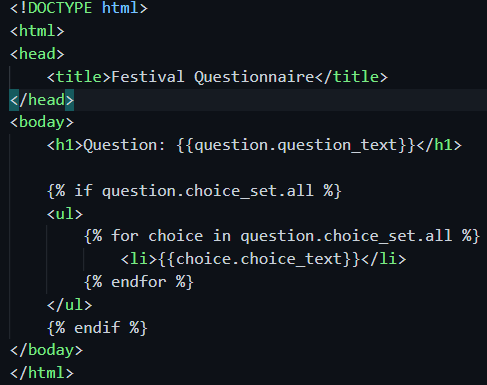 <!DOCTYPE html>
<html>
<head>
    <title>Festival Questionnaire</title>
</head>
<boday>
    <h1>Question: {{question.question_text}}</h1>

    {% if question.choice_set.all %}
    <ul>
        {% for choice in question.choice_set.all %}
            <li>{{choice.choice_text}}</li>
        {% endfor %}
    </ul>
    {% endif %}
</boday>
</html>